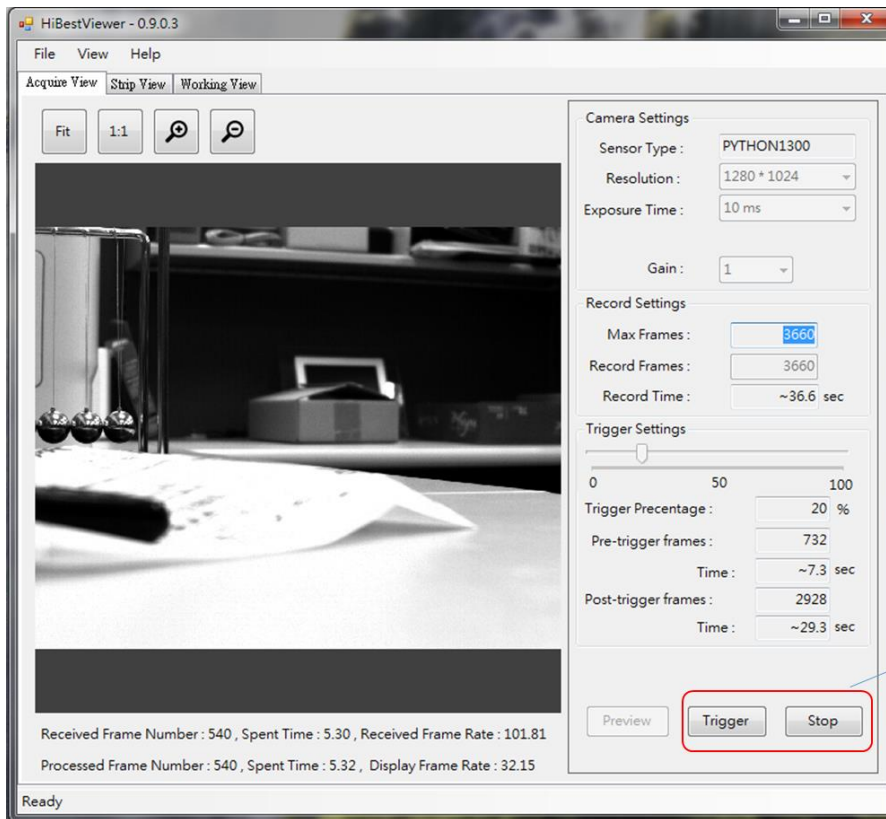 HiBestViewer - 0.9.0.3
File View Help
Acquire View Strip View Working View
Fit 1:1
Camera Settings
Sensor Type : PYTHON1300
Resolution : 1280 * 1024
Exposure Time : 10 ms
Gain : 1
Record Settings
Max Frames : 3660
Record Frames : 3660
Record Time : ~36.6 sec
Trigger Settings
0 50 100
Trigger Precentage : 20 %
Pre-trigger frames : 732
Time : ~7.3 sec
Post-trigger frames : 2928
Time : ~29.3 sec
Preview Trigger Stop
Received Frame Number : 540 , Spent Time : 5.30 , Received Frame Rate : 101.81
Processed Frame Number : 540 , Spent Time : 5.32 , Display Frame Rate : 32.15
Ready